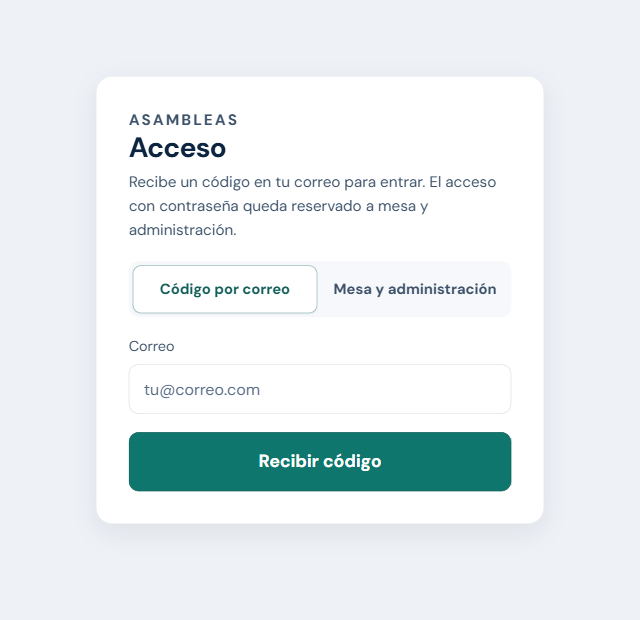 ASAMBLEAS
Acceso
Recibe un código en tu correo para entrar. El acceso
con contraseña queda reservado a mesa y
administración.
Código por correo
Mesa y administración
Correo
tu@correo.com
Recibir código